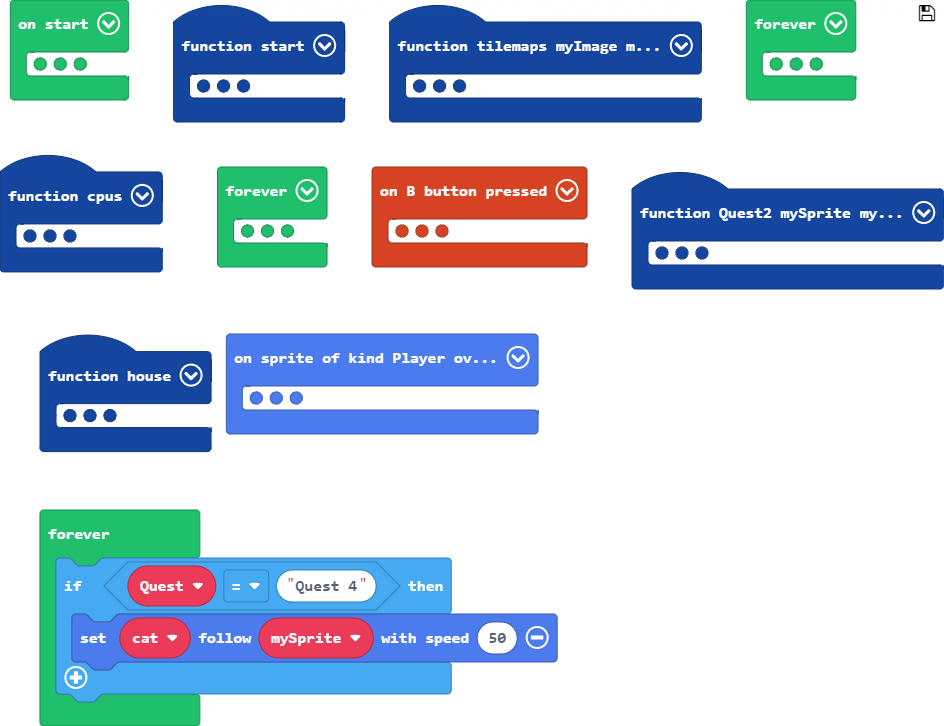 on start
function start
function tilemaps myImage m...
forever
function cpus
forever
on B button pressed
function Quest2 mySprite my...
function house
on sprite of kind Player ov...
forever
if Quest = "Quest 4" then
set cat follow mySprite with speed 50